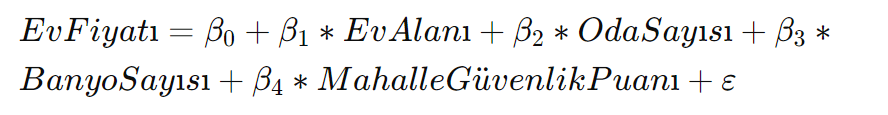 EvFiyatı = β₀ + β₁ * EvAlanı + β₂ * OdaSayısı + β₃ *
BanyoSayısı + β₄ * MahalleGüvenlikPuanı + ε